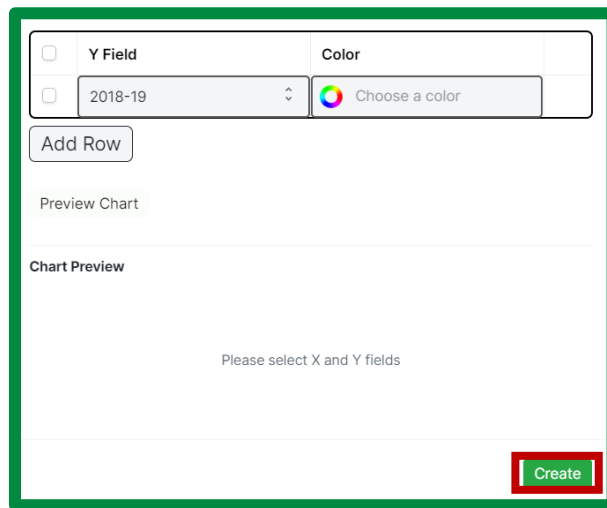 Y Field Color
2018-19 Choose a color
Add Row
Preview Chart
Chart Preview
Please select X and Y fields
Create